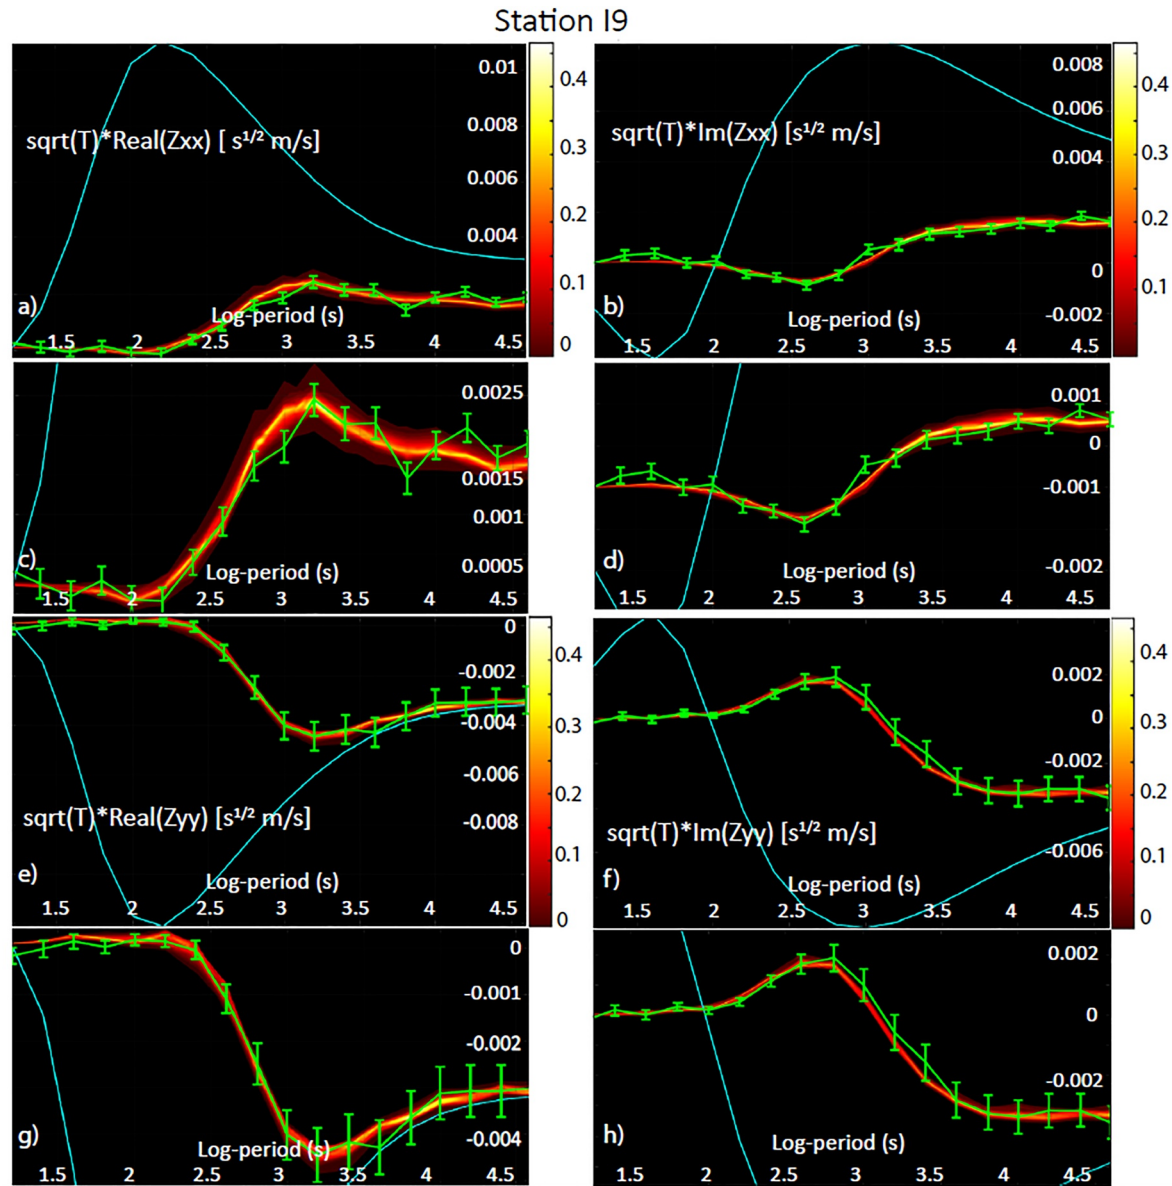 Station I9
0.01
0.008
sqrt(T)*Real(Zxx) [ s¹/² m/s]
0.006
0.004
a)
Log-period (s)
1.5 2 2.5 3 3.5 4 4.5
0.4
0.3
0.2
0.1
0
0.008
0.006
sqrt(T)*Im(Zxx) [s¹/² m/s]
0.004
0
b)
Log-period (s)
-0.002
1.5 2 2.5 3 3.5 4 4.5
0.4
0.3
0.2
0.1
0.0025
0.0015
0.001
c)
0.0005
Log-period (s)
1.5 2 2.5 3 3.5 4 4.5
0.001
0
-0.001
d)
-0.002
Log-period (s)
1.5 2 2.5 3 3.5 4 4.5
0
-0.002
-0.004
-0.006
sqrt(T)*Real(Zyy) [s¹/² m/s]
-0.008
e)
Log-period (s)
1.5 2 2.5 3 3.5 4 4.5
0.4
0.3
0.2
0.1
0
0.002
0
-0.002
sqrt(T)*Im(Zyy) [s¹/² m/s]
-0.006
f)
Log-period (s)
1.5 2 2.5 3 3.5 4 4.5
0.4
0.3
0.2
0.1
0
0
-0.001
-0.002
g)
-0.004
Log-period (s)
1.5 2 2.5 3 3.5 4 4.5
0.002
0
-0.002
h)
Log-period (s)
1.5 2 2.5 3 3.5 4 4.5